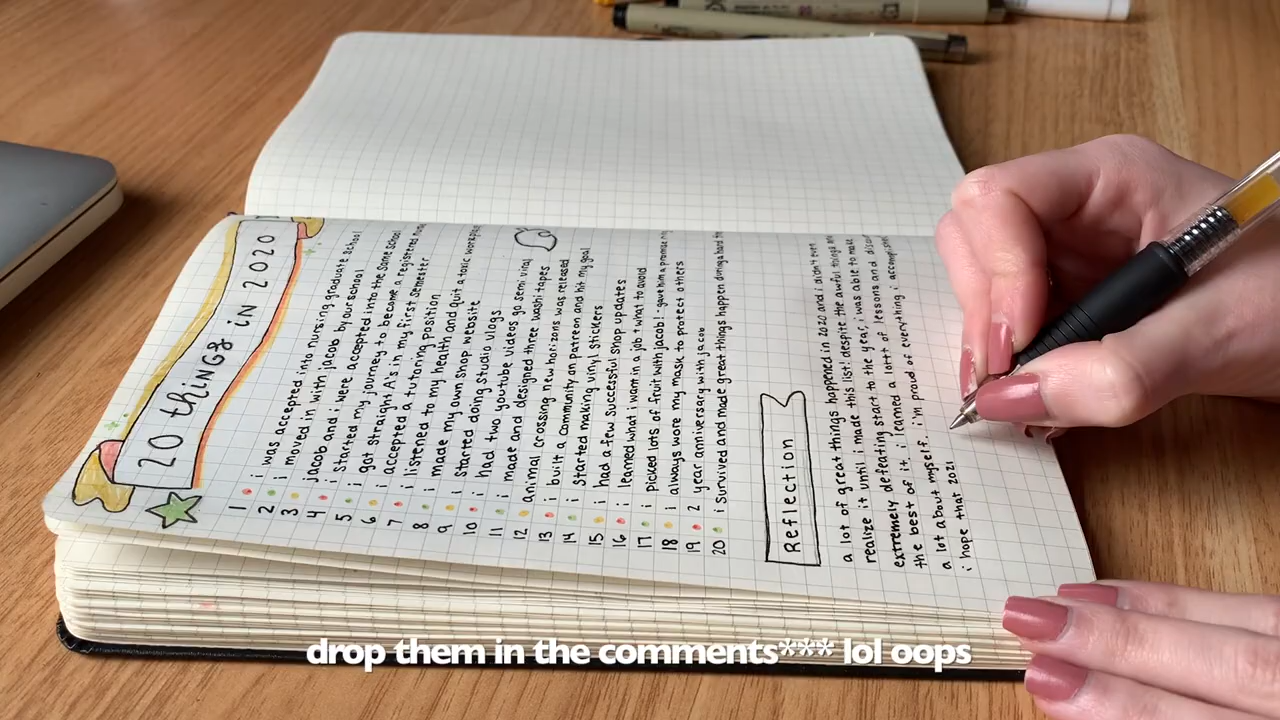 20 thiNGs iN 2020
1 • i was accepted into nursing graduate school
2 • i moved in with jacob by our school
3 • jacob and i were accepted into the same school
4 • i started my journey to become a registered
5 • i got straight A's in my first semester
6 • i accepted a tutoring position
7 • i listened to my health and quit a toxic workplace
8 • i made my own shop website
9 • i started doing studio vlogs
10 • i had two youtube videos go semi viral
11 • i made and designed three washi tapes
12 • animal crossing new horizons was released
13 • i built a community on patreon and hit my goal
14 • i started making vinyl stickers
15 • i had a few successful shop updates
16 • i learned what i want in a job + what to avoid
17 • i picked lots of fruit with jacob! - gave him a promise
18 • i always wore my mask to protect others
19 • 2 year anniversary with jacob
20 • i survived and made great things happen during a hard
Reflection
a lot of great things happened in 2020 and i didn't even
realize it until i made this list! despite the awful things and
extremely defeating start to the year, i was able to make
the best of it. i learned a lottt of lessons and
a lot about myself. i'm proud of everything i
i hope that 2021
drop them in the comments*** lol oops